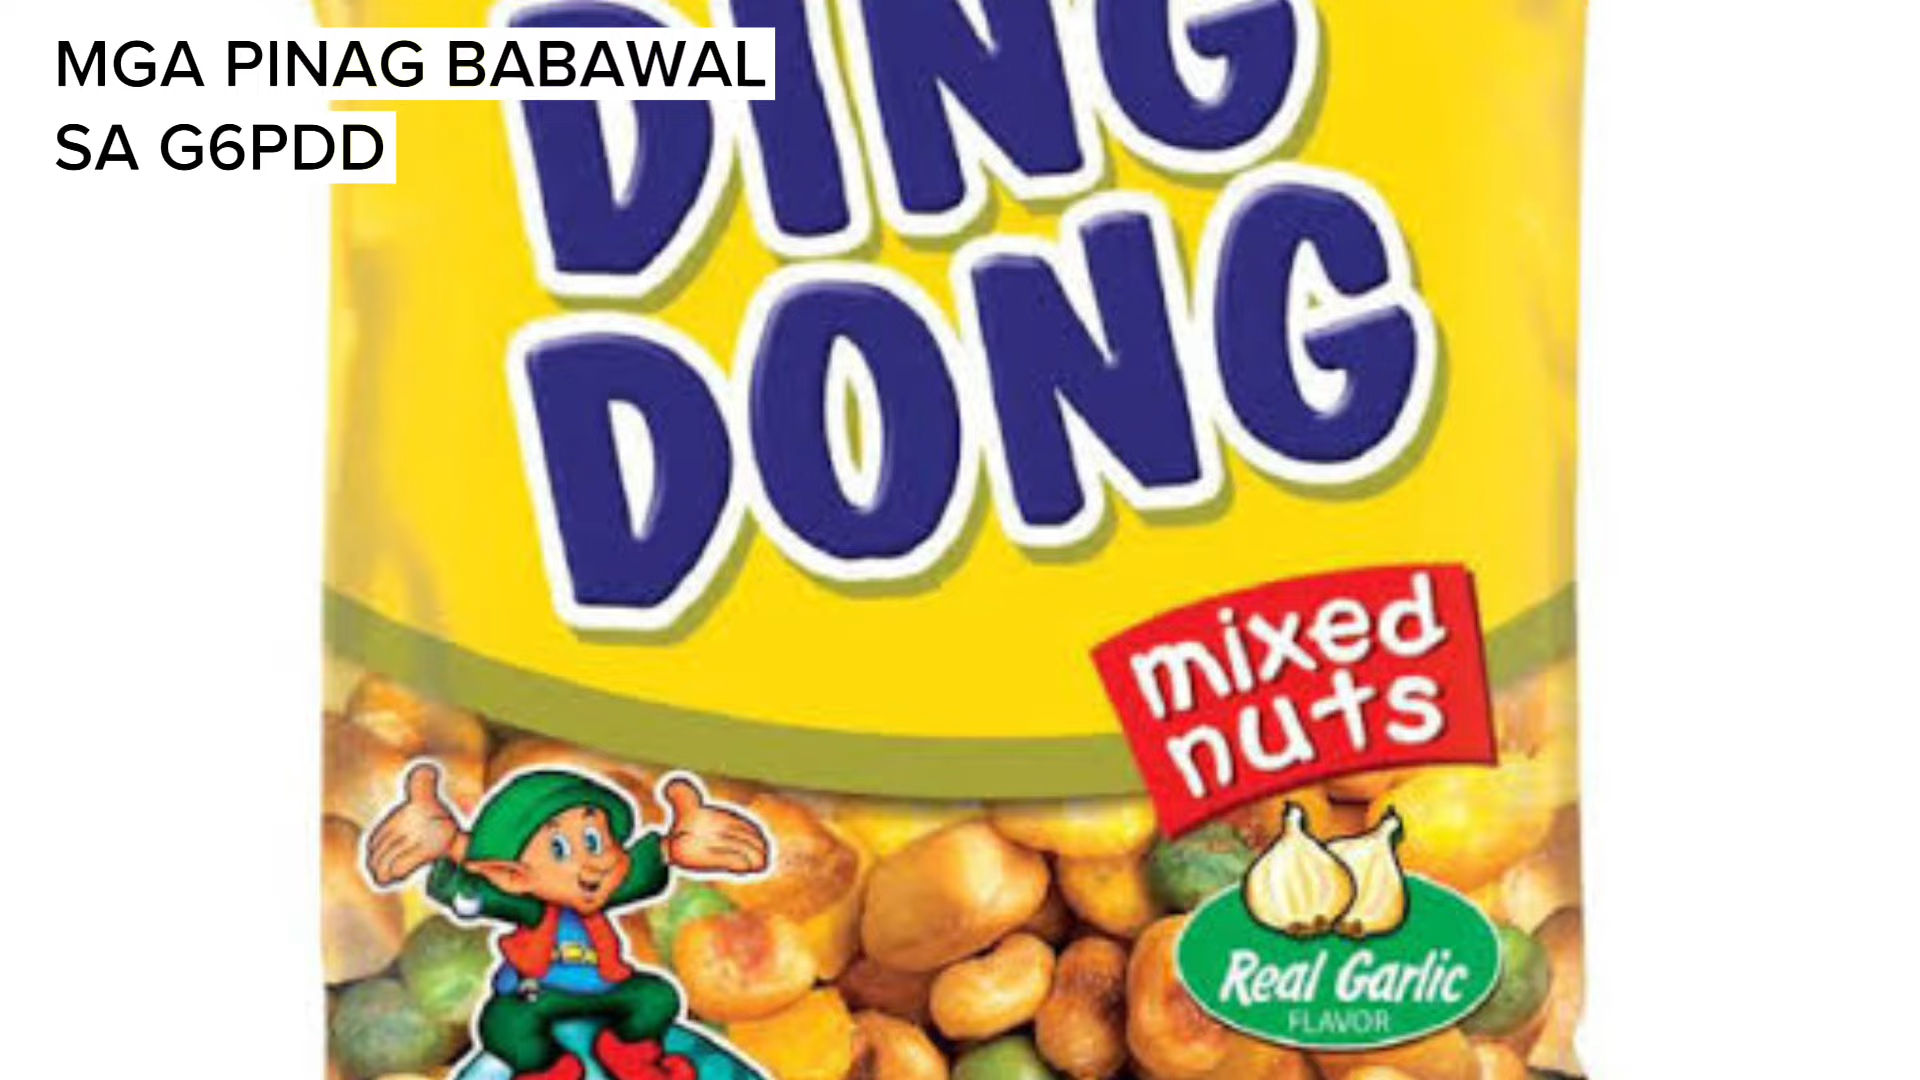 MGA PINAG BABAWAL
SA G6PDD
DING
DONG
mixed
nuts
Real Garlic
FLAVOR